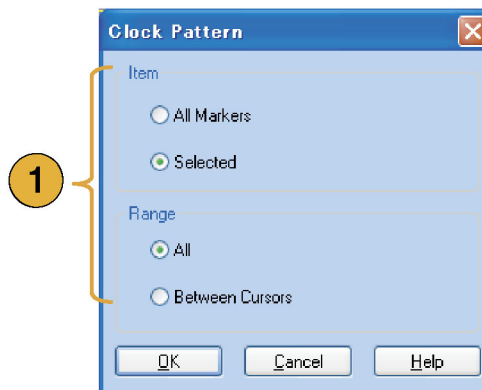 Clock Pattern
Item
All Markers
Selected
1
Range
All
Between Cursors
OK Cancel Help